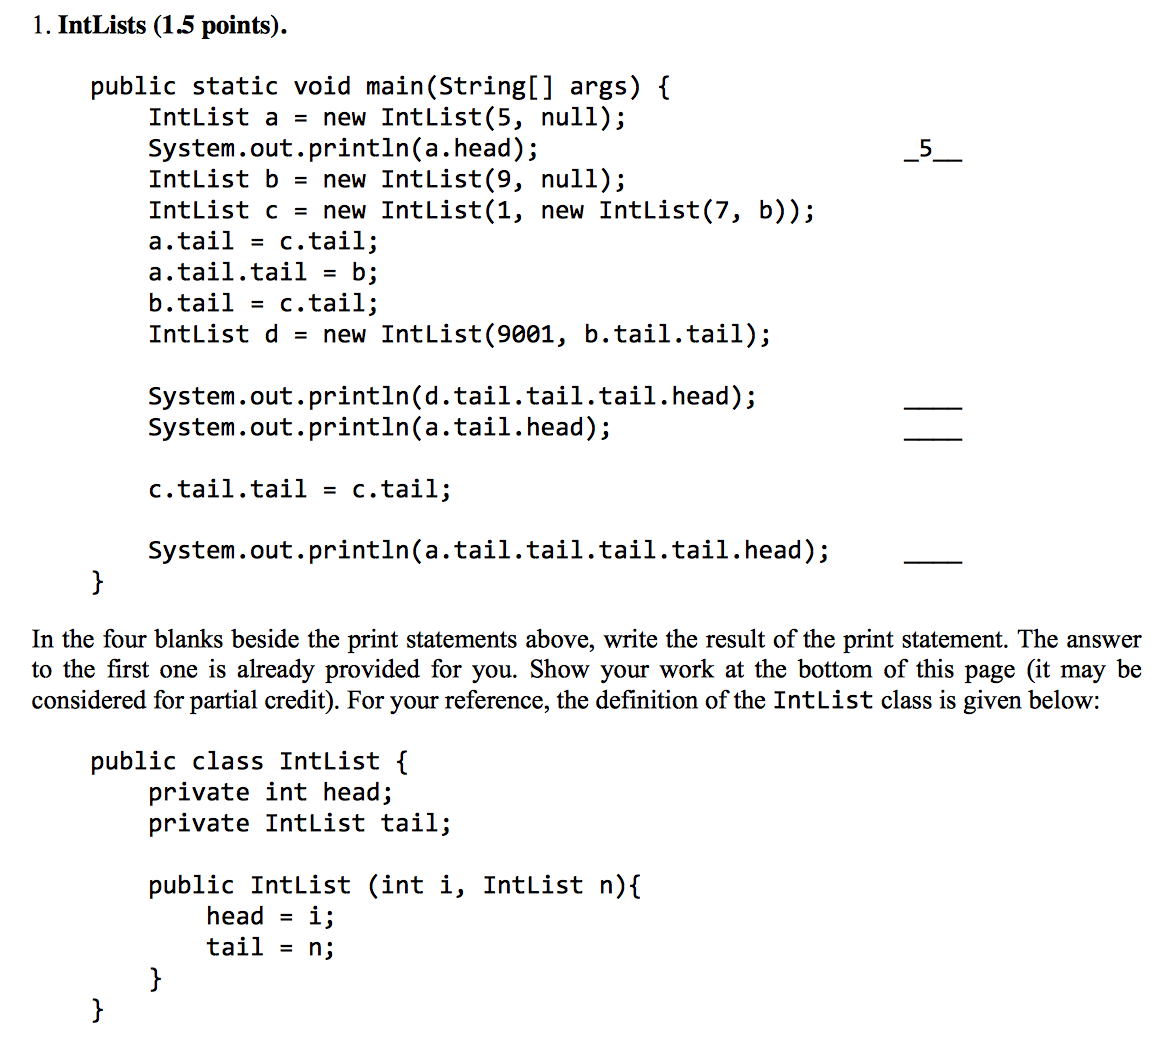 1. IntLists (1.5 points).
public static void main(String[] args) {
IntList a = new IntList(5, null);
System.out.println(a.head); _5__
IntList b = new IntList(9, null);
IntList c = new IntList(1, new IntList(7, b));
a.tail = c.tail;
a.tail.tail = b;
b.tail = c.tail;
IntList d = new IntList(9001, b.tail.tail);
System.out.println(d.tail.tail.tail.head); ____
System.out.println(a.tail.head); ____
c.tail.tail = c.tail;
System.out.println(a.tail.tail.tail.tail.head); ____
}
In the four blanks beside the print statements above, write the result of the print statement. The answer
to the first one is already provided for you. Show your work at the bottom of this page (it may be
considered for partial credit). For your reference, the definition of the IntList class is given below:
public class IntList {
private int head;
private IntList tail;
public IntList (int i, IntList n){
head = i;
tail = n;
}
}